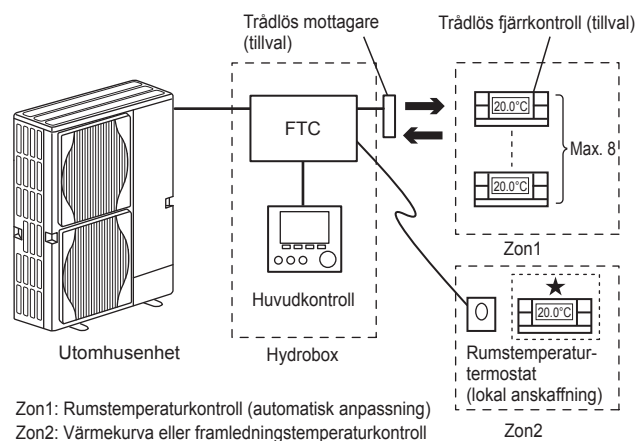 Trådlös mottagare
(tillval)
Trådlös fjärrkontroll (tillval)
20.0°C
FTC
Max. 8
20.0°C
Zon1
Huvudkontroll
★
20.0°C
Utomhusenhet
Hydrobox
Rumstemperatur-
termostat
(lokal anskaffning)
Zon1: Rumstemperaturkontroll (automatisk anpassning)
Zon2: Värmekurva eller framledningstemperaturkontroll
Zon2